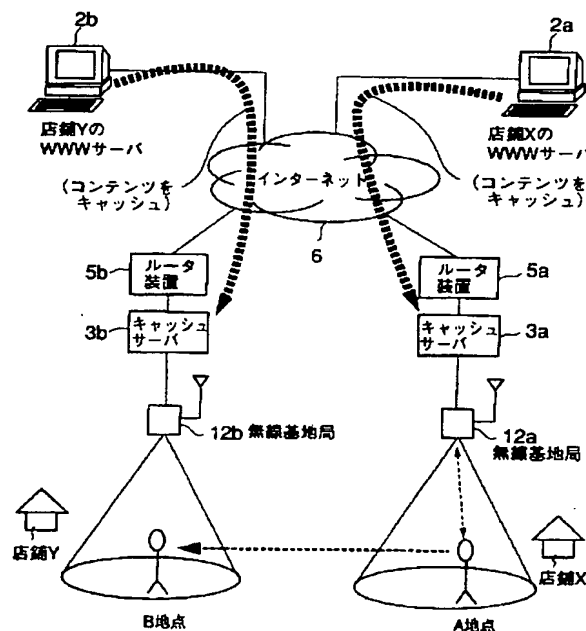 2b
2a
店舗Yの
WWWサーバ
店舗Xの
WWWサーバ
(コンテンツを
キャッシュ)
インターネット
(コンテンツを
キャッシュ)
6
5b
ルータ
装置
ルータ
装置
5a
3b
キャッシュ
サーバ
キャッシュ
サーバ
3a
12b 無線基地局
12a
無線基地局
店舗Y
店舗X
B地点
A地点